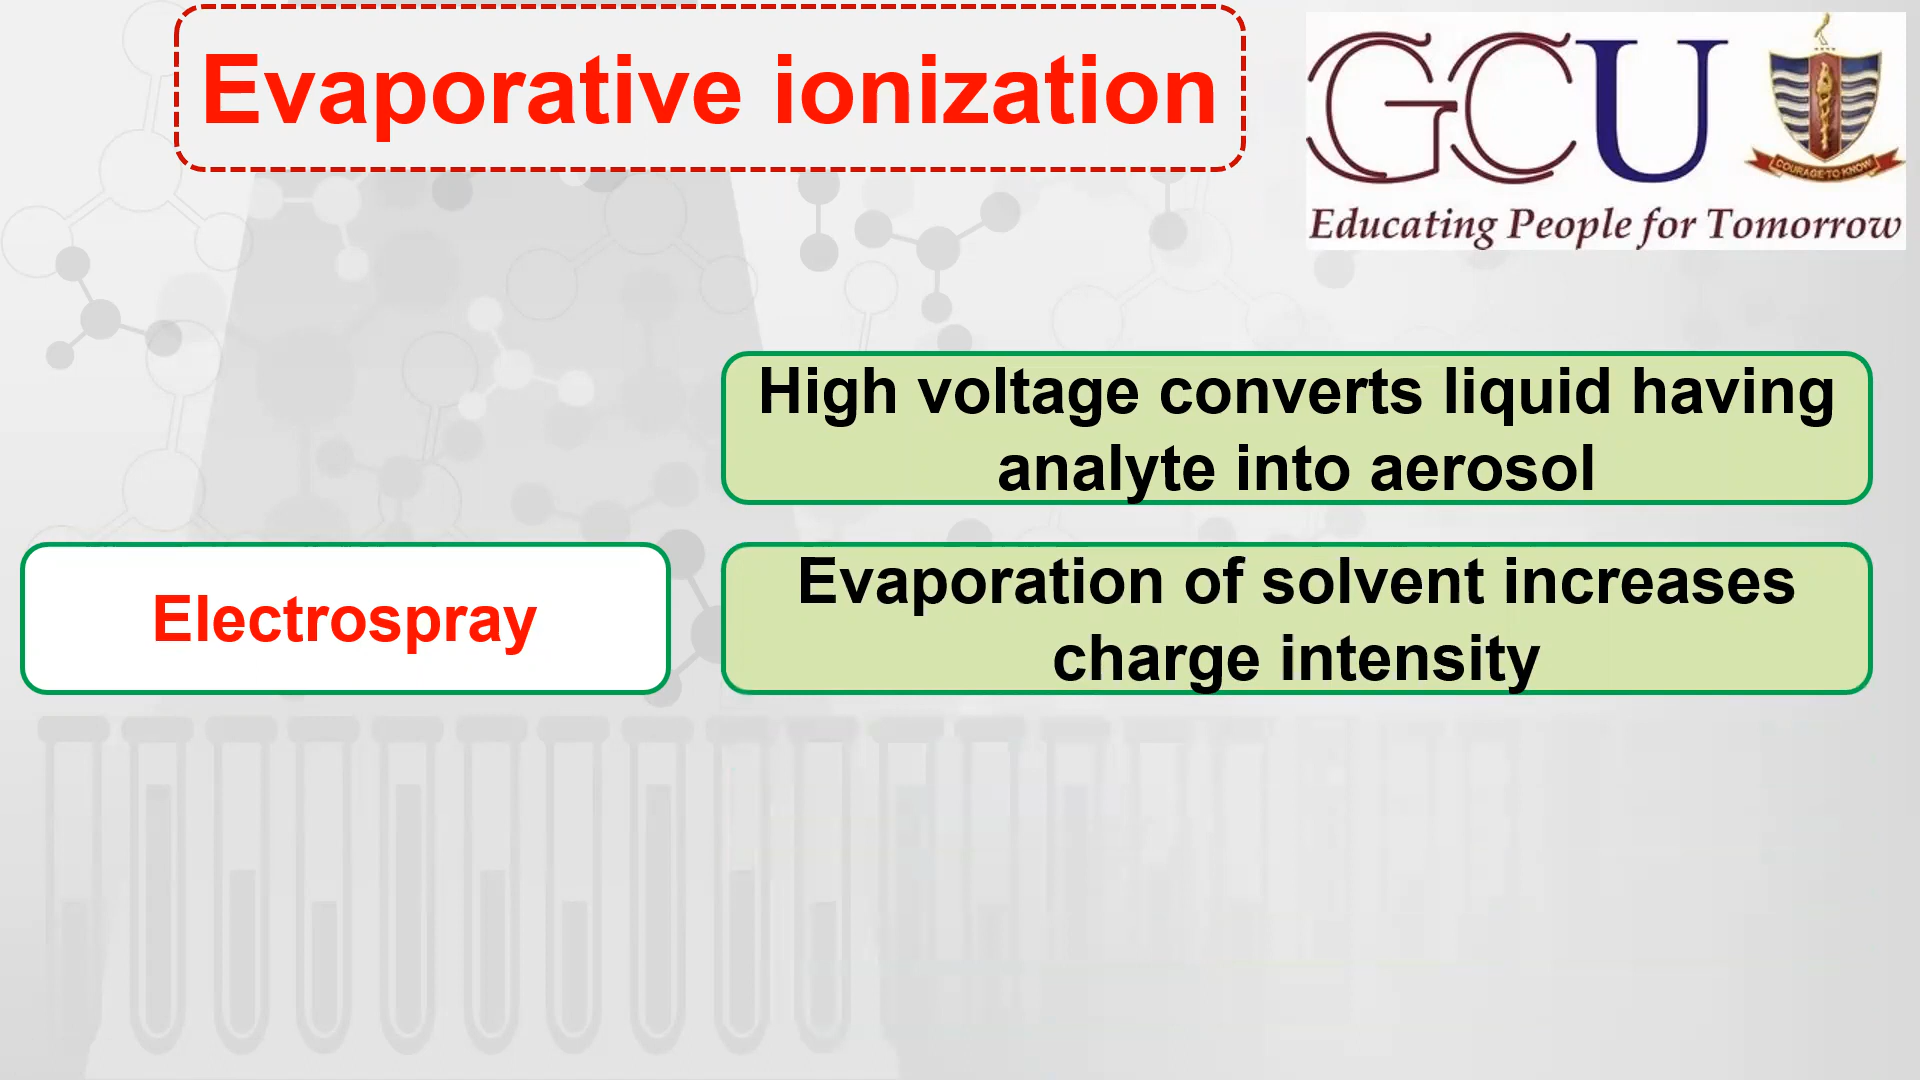 Evaporative ionization
GCU
COURAGE TO KNOW
Educating People for Tomorrow
High voltage converts liquid having
analyte into aerosol
Electrospray
Evaporation of solvent increases
charge intensity